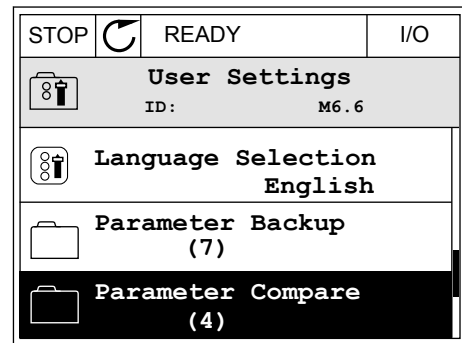 STOP READY I/O
User Settings
ID: M6.6
Language Selection
English
Parameter Backup
(7)
Parameter Compare
(4)